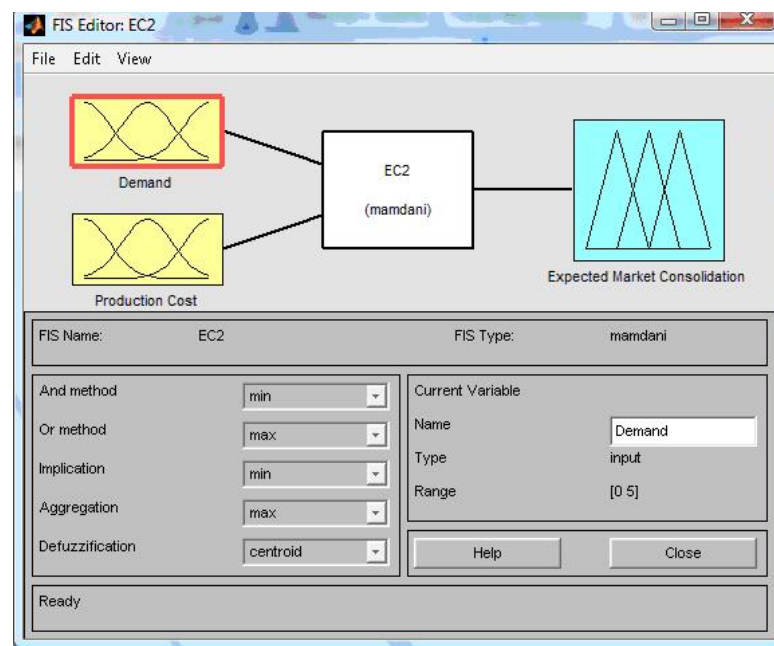 FIS Editor: EC2
File Edit View
Demand
Production Cost
EC2
(mamdani)
Expected Market Consolidation
FIS Name: EC2 FIS Type: mamdani
And method min
Or method max
Implication min
Aggregation max
Defuzzification centroid
Current Variable
Name Demand
Type input
Range [0 5]
Help Close
Ready